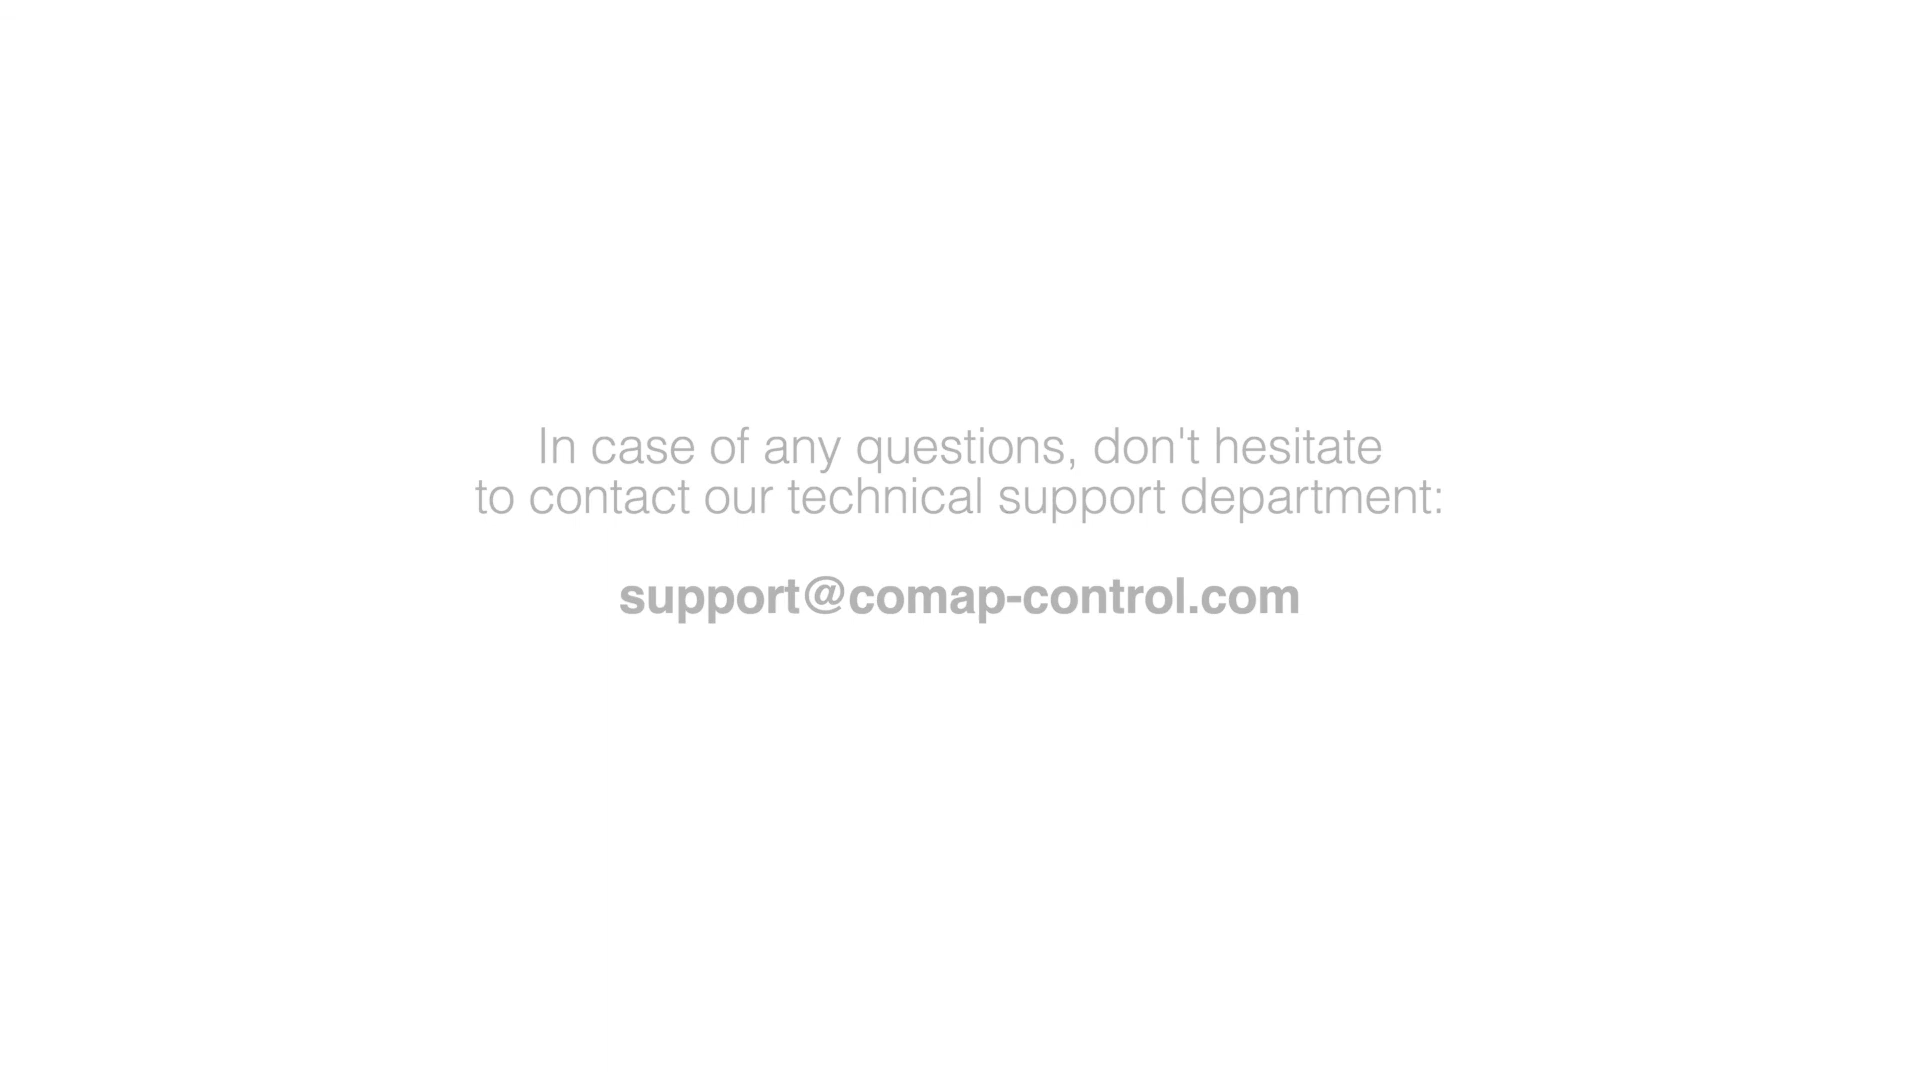 In case of any questions, don't hesitate
to contact our technical support department:
support@comap-control.com